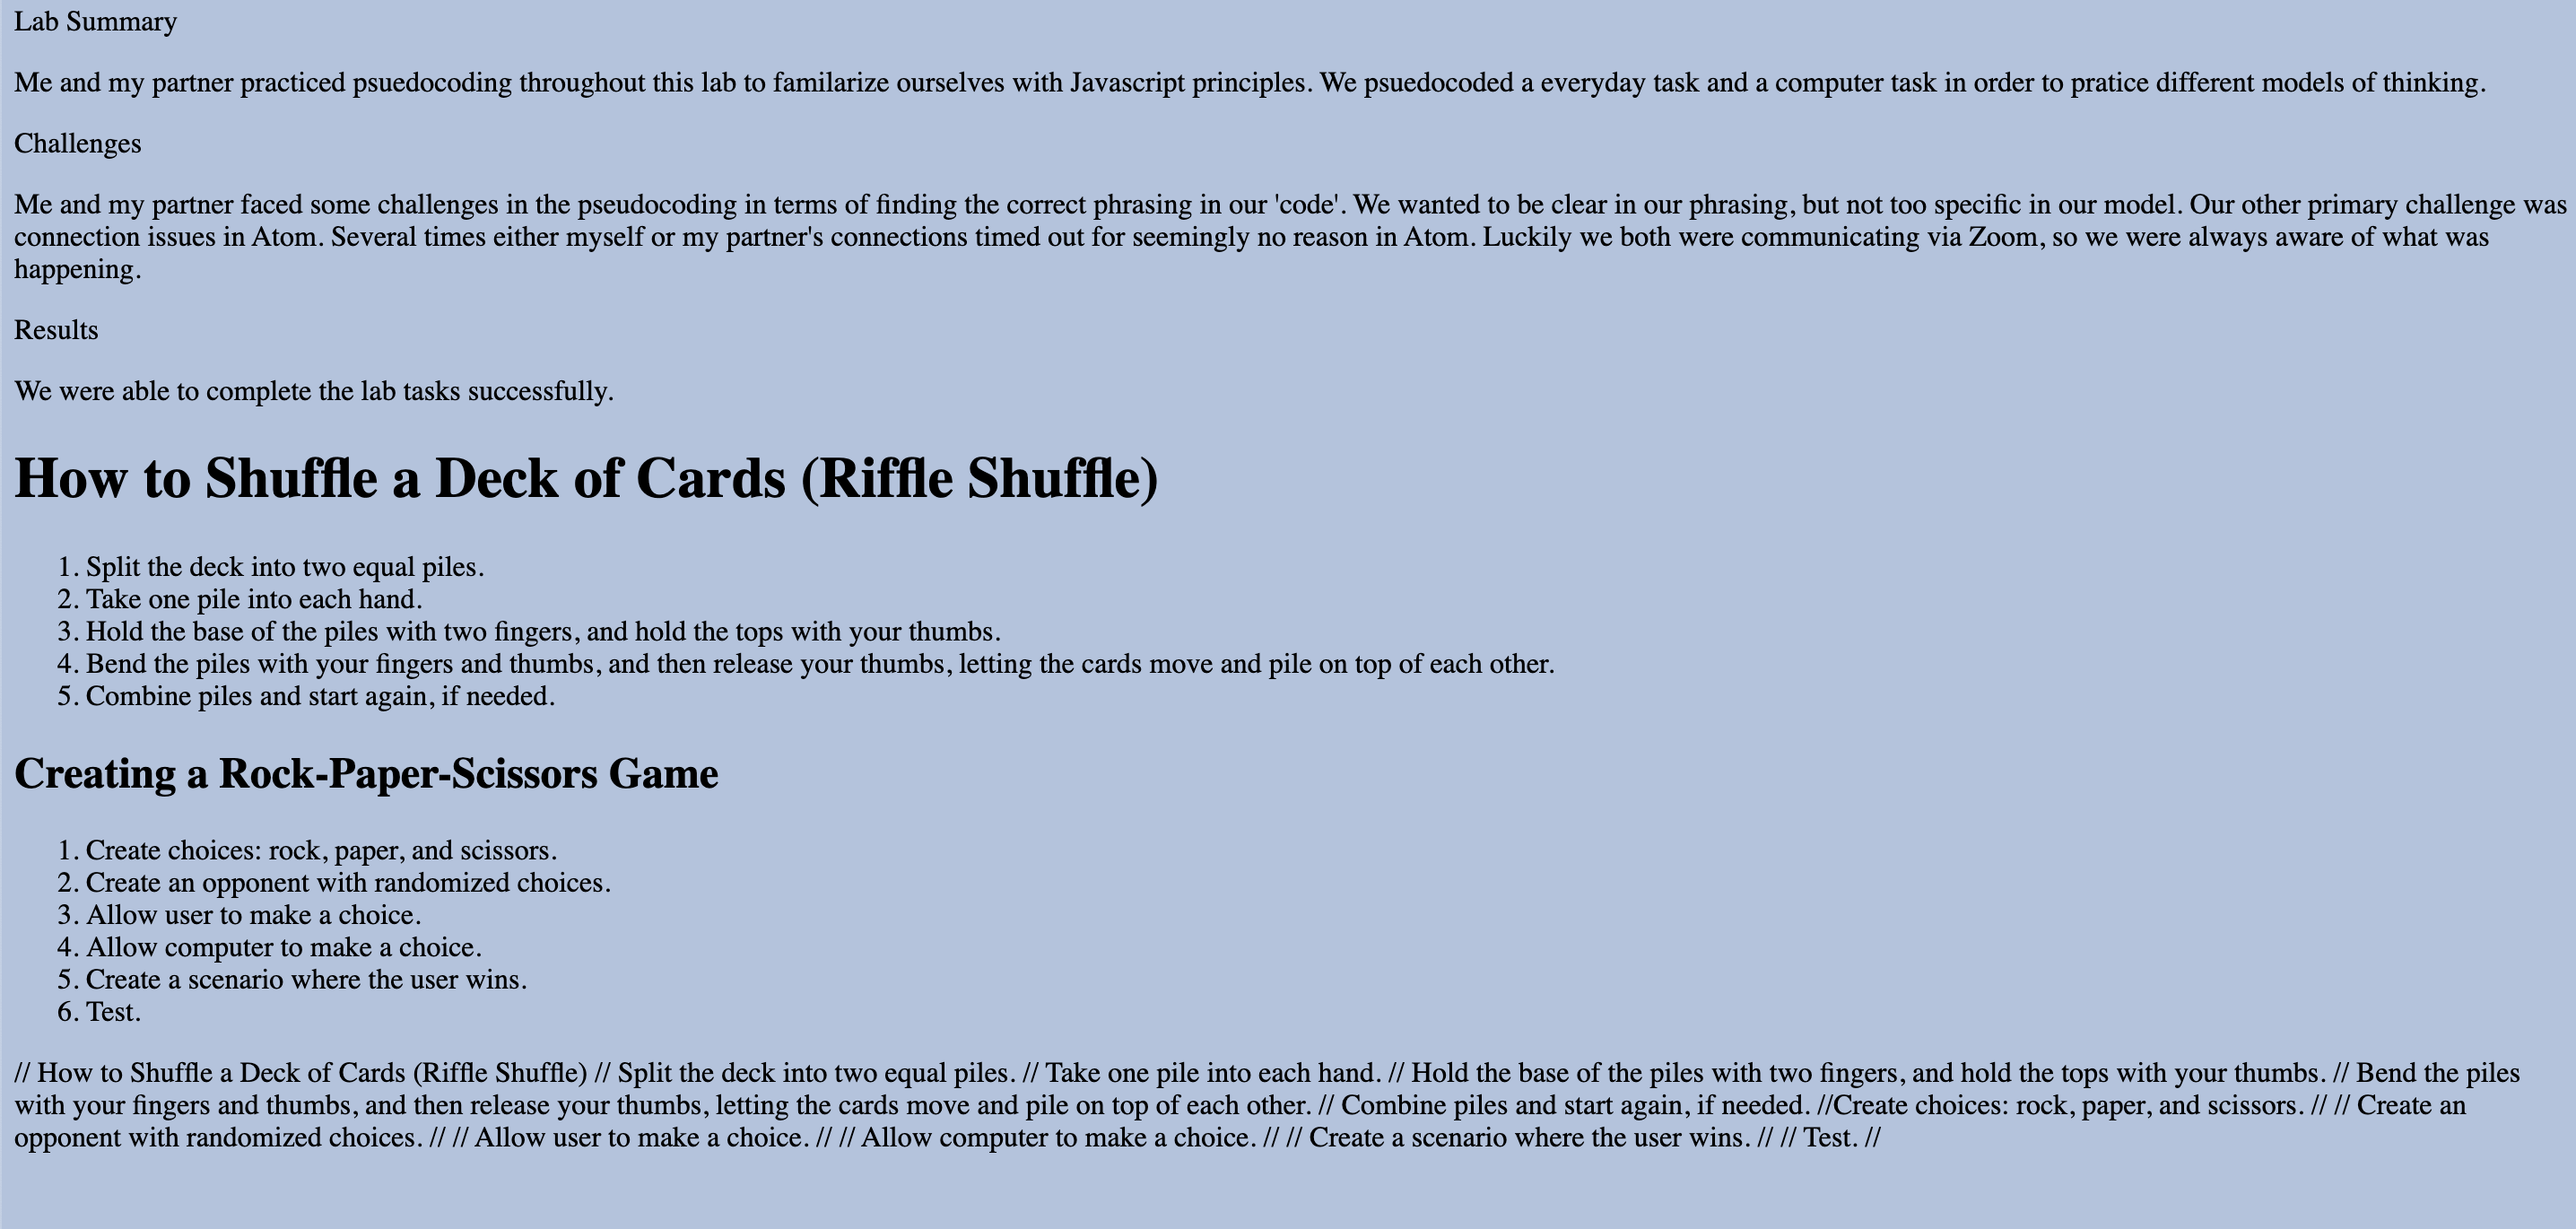 Lab Summary
Me and my partner practiced psuedocoding throughout this lab to familarize ourselves with Javascript principles. We psuedocoded a everyday task and a computer task in order to pratice different models of thinking.
Challenges
Me and my partner faced some challenges in the pseudocoding in terms of finding the correct phrasing in our 'code'. We wanted to be clear in our phrasing, but not too specific in our model. Our other primary challenge was
connection issues in Atom. Several times either myself or my partner's connections timed out for seemingly no reason in Atom. Luckily we both were communicating via Zoom, so we were always aware of what was
happening.
Results
We were able to complete the lab tasks successfully.
How to Shuffle a Deck of Cards (Riffle Shuffle)
1. Split the deck into two equal piles.
2. Take one pile into each hand.
3. Hold the base of the piles with two fingers, and hold the tops with your thumbs.
4. Bend the piles with your fingers and thumbs, and then release your thumbs, letting the cards move and pile on top of each other.
5. Combine piles and start again, if needed.
Creating a Rock-Paper-Scissors Game
1. Create choices: rock, paper, and scissors.
2. Create an opponent with randomized choices.
3. Allow user to make a choice.
4. Allow computer to make a choice.
5. Create a scenario where the user wins.
6. Test.
// How to Shuffle a Deck of Cards (Riffle Shuffle) // Split the deck into two equal piles. // Take one pile into each hand. // Hold the base of the piles with two fingers, and hold the tops with your thumbs. // Bend the piles
with your fingers and thumbs, and then release your thumbs, letting the cards move and pile on top of each other. // Combine piles and start again, if needed. //Create choices: rock, paper, and scissors. // // Create an
opponent with randomized choices. // // Allow user to make a choice. // // Allow computer to make a choice. // // Create a scenario where the user wins. // // Test. //